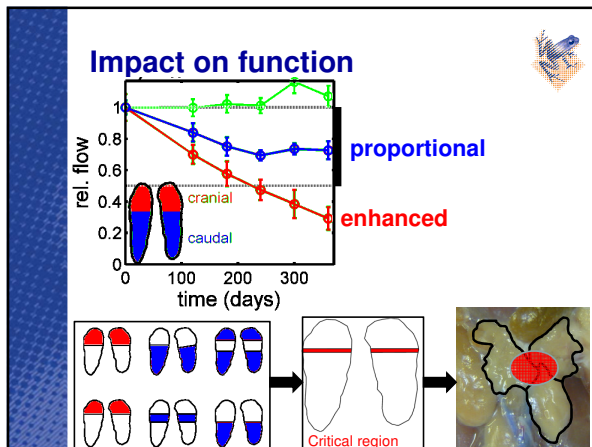 Impact on function
1
0.8
0.6
0.4
0.2
0
rel. flow
0 100 200 300
time (days)
cranial
caudal
proportional
enhanced
Critical region